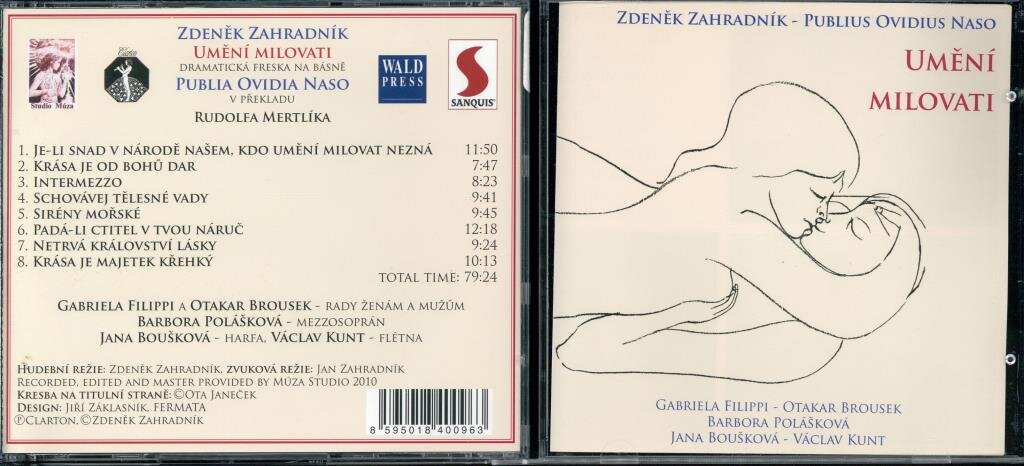 Zdeněk Zahradník
Umění milovati
dramatická freska na básně
Publia Ovidia Naso
v překladu
Rudolfa Mertlíka
Studio Múza
WALD
PRESS
SANQUIS
1. Je-li snad v národě našem, kdo umění milovat nezná 11:50
2. Krása je od bohů dar 7:47
3. Intermezzo 8:23
4. Schovávej tělesné vady 9:41
5. Sirény mořské 9:45
6. Padá-li ctitel v tvou náruč 12:18
7. Netrvá království lásky 9:24
8. Krása je majetek křehký 10:13
total time: 79:24
Gabriela Filippi a Otakar Brousek - rady ženám a mužům
Barbora Polášková - mezzosoprán
Jana Boušková - harfa, Václav Kunt - flétna
Hudební režie: Zdeněk Zahradník, zvuková režie: Jan Zahradník
Recorded, edited and master provided by Múza Studio 2010
Kresba na titulní straně: ©Ota Janeček
Design: Jiří Záklasník, FERMATA
℗Clarton, ©Zdeněk Zahradník
8 595018 400963
Zdeněk Zahradník - Publius Ovidius Naso
Umění
milovati
Gabriela Filippi - Otakar Brousek
Barbora Polášková
Jana Boušková - Václav Kunt